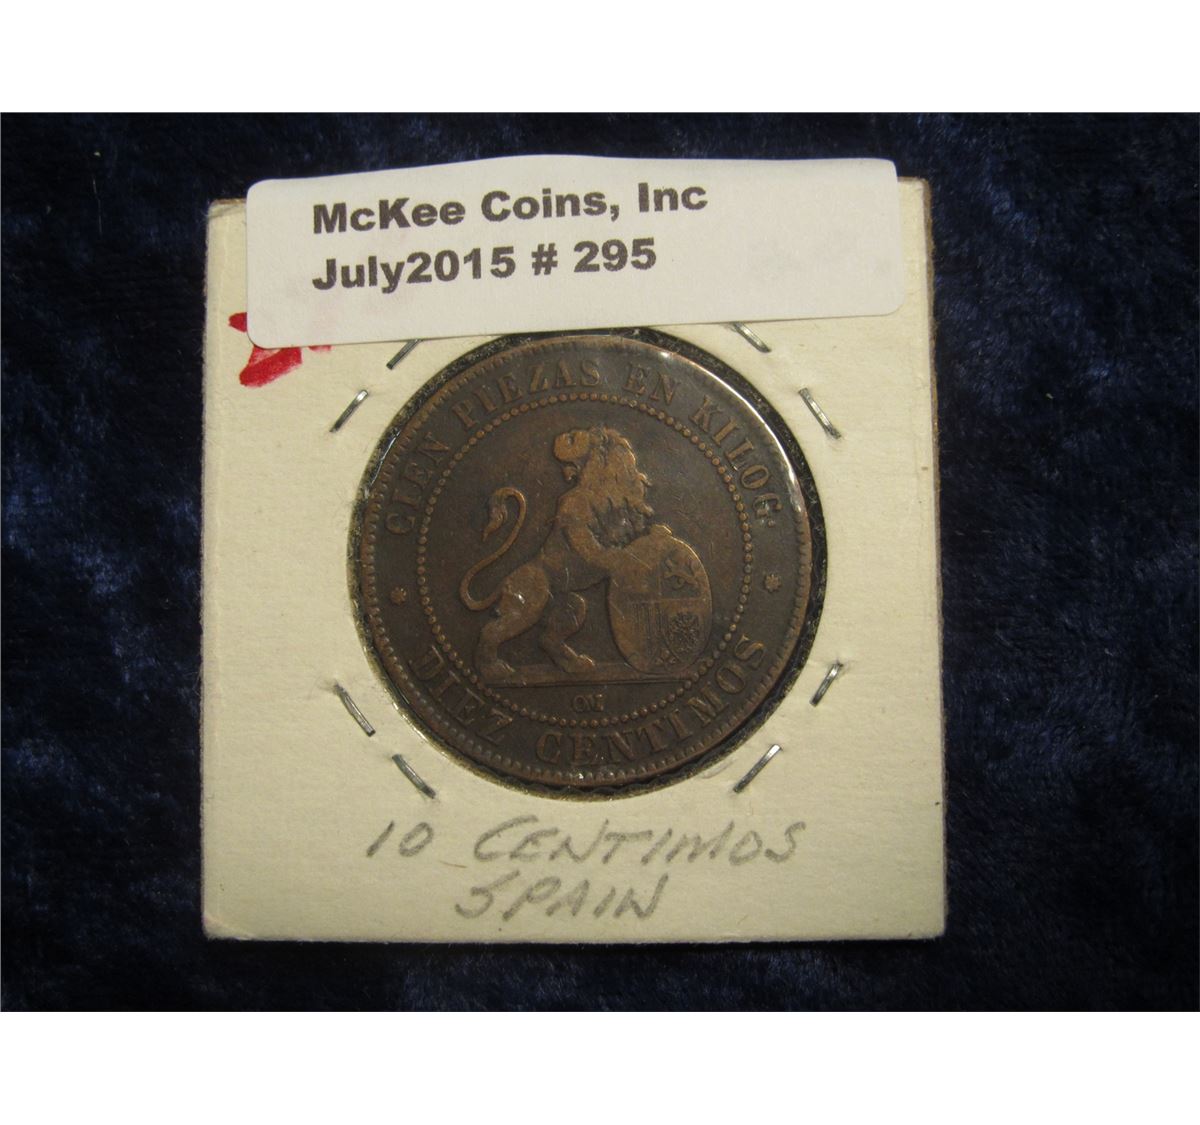 McKee Coins, Inc
July2015 # 295
CIEN PIEZAS EN KILOG.
DIEZ CENTIMOS
OM
10 CENTIMOS
SPAIN